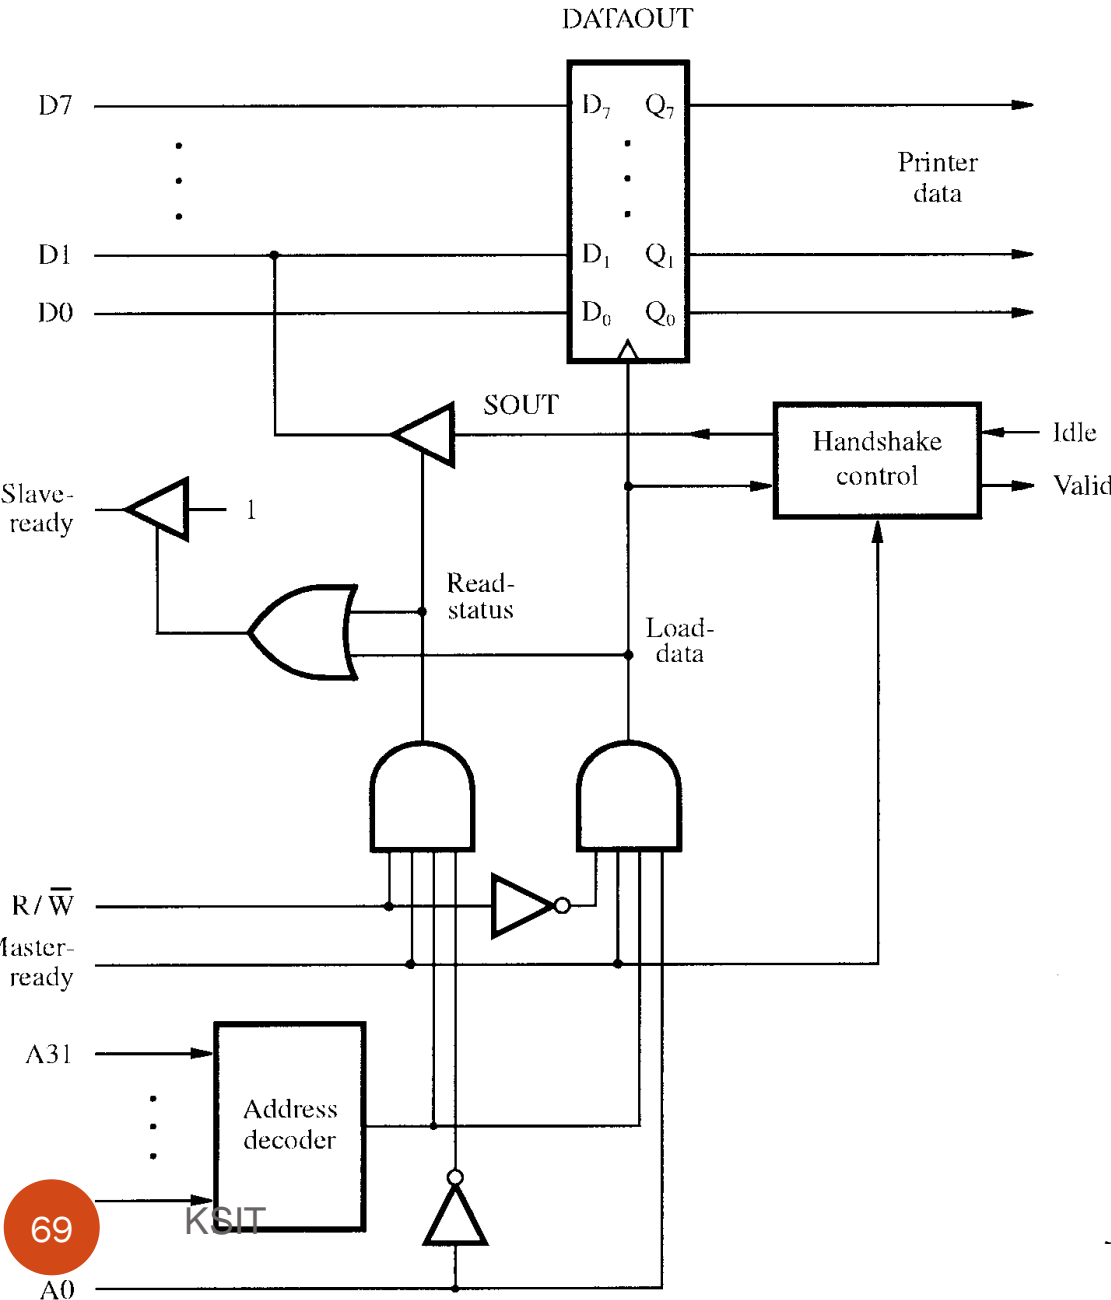 DATAOUT
D7
D7 Q7
Printer
data
D1
D1 Q1
D0
D0 Q0
SOUT
Handshake
control
Idle
Valid
Slave-
ready
1
Read-
status
Load-
data
R/W̅
Master-
ready
A31
Address
decoder
KSIT
69
A0